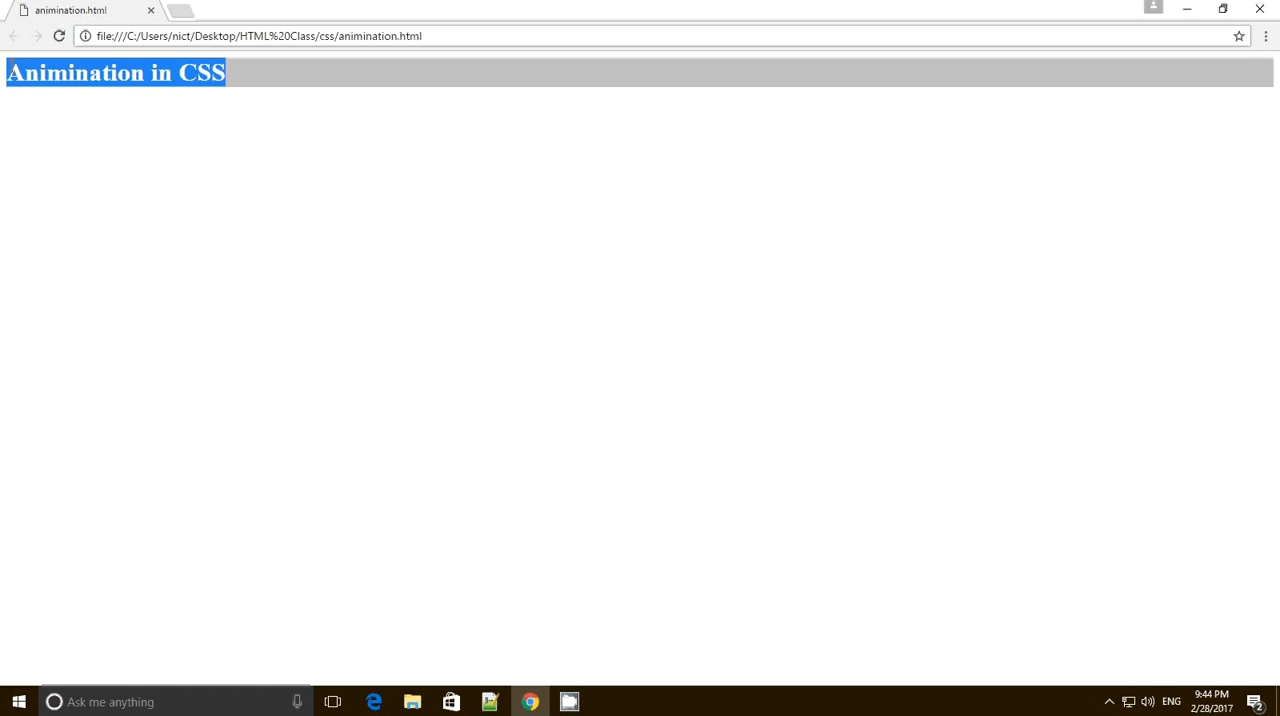 animination.html
file:///C:/Users/nict/Desktop/HTML%20Class/css/animination.html
Animination in CSS
Ask me anything
ENG
9:44 PM
2/28/2017
2